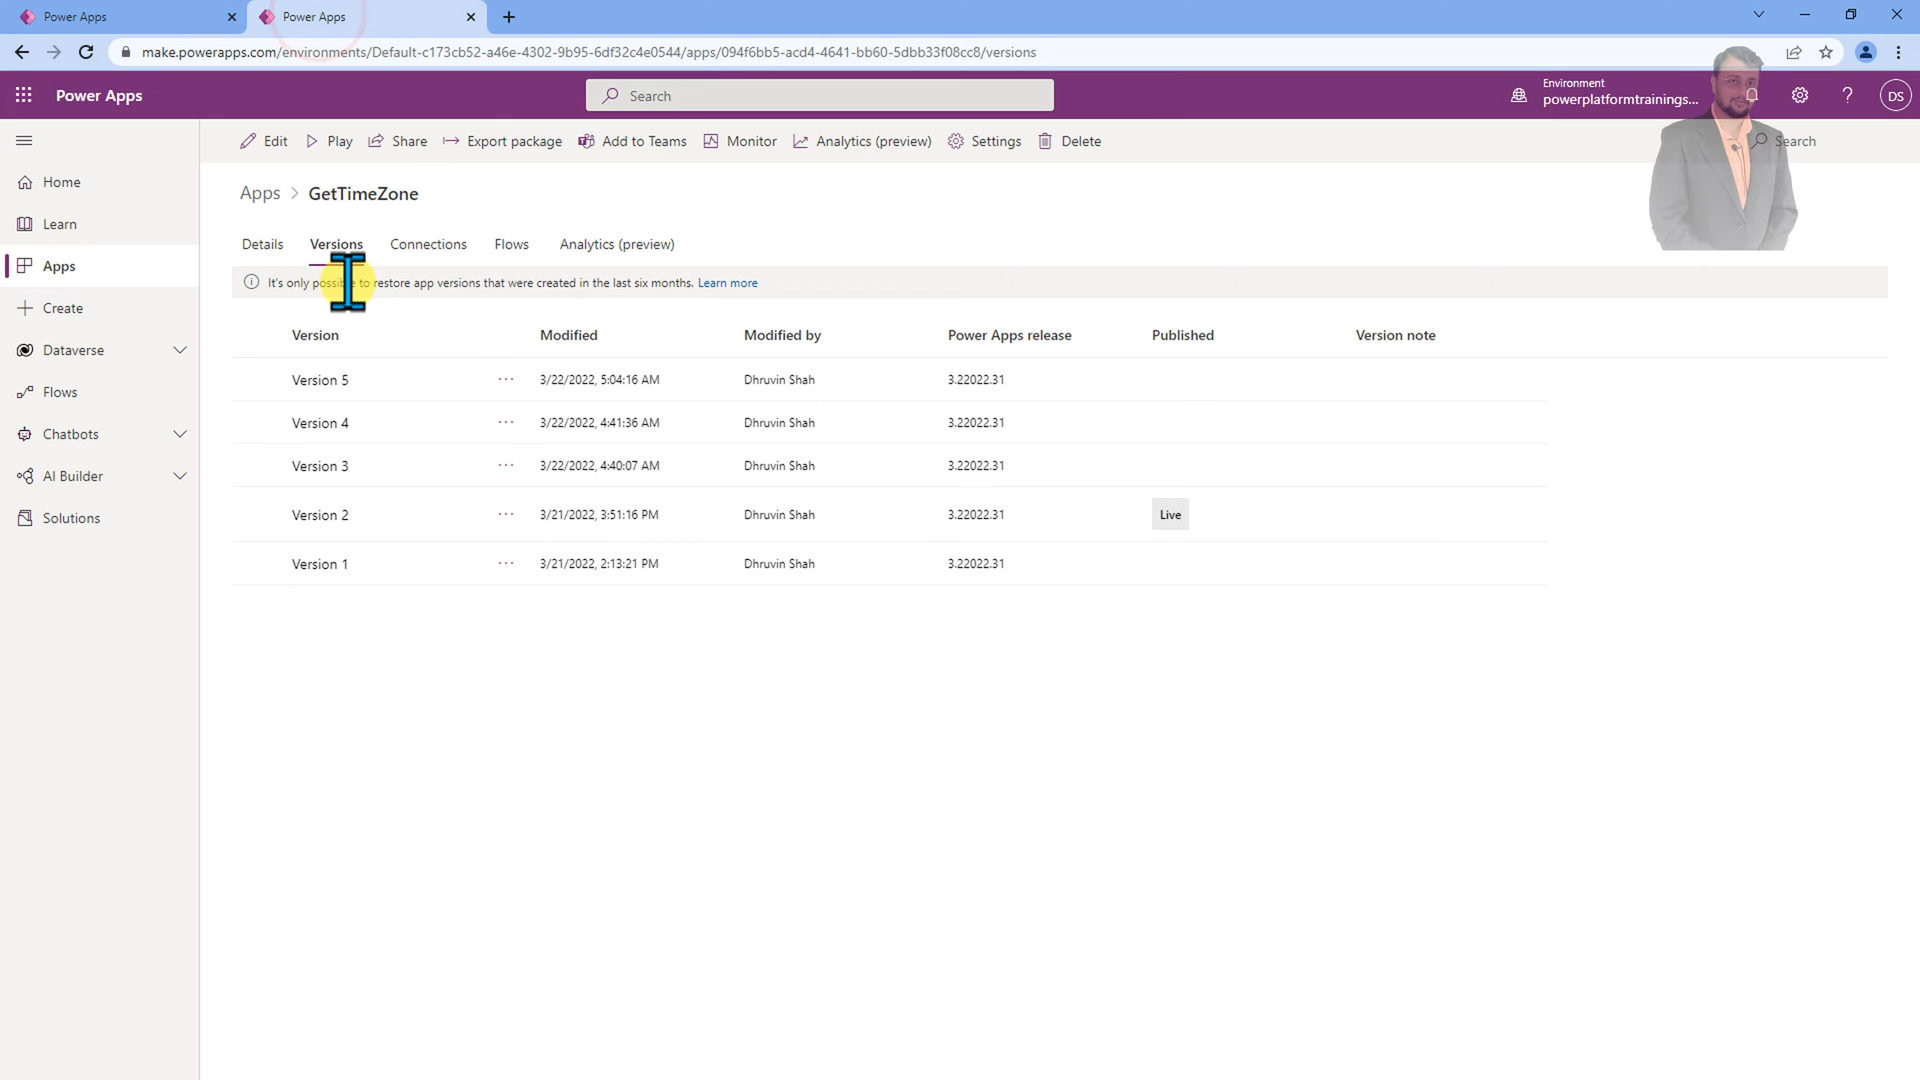 Power Apps
Power Apps
make.powerapps.com/environments/Default-c173cb52-a46e-4302-9b95-6df32c4e0544/apps/094f6bb5-acd4-4641-bb60-5dbb33f08cc8/versions
Power Apps
Search
Environment
powerplatformtrainings...
DS
Edit
Play
Share
Export package
Add to Teams
Monitor
Analytics (preview)
Settings
Delete
Search
Home
Learn
Apps
Create
Dataverse
Flows
Chatbots
AI Builder
Solutions
Apps > GetTimeZone
Details Versions Connections Flows Analytics (preview)
It's only possible to restore app versions that were created in the last six months. Learn more
Version Modified Modified by Power Apps release Published Version note
Version 5 ... 3/22/2022, 5:04:16 AM Dhruvin Shah 3.22022.31
Version 4 ... 3/22/2022, 4:41:36 AM Dhruvin Shah 3.22022.31
Version 3 ... 3/22/2022, 4:40:07 AM Dhruvin Shah 3.22022.31
Version 2 ... 3/21/2022, 3:51:16 PM Dhruvin Shah 3.22022.31 Live
Version 1 ... 3/21/2022, 2:13:21 PM Dhruvin Shah 3.22022.31